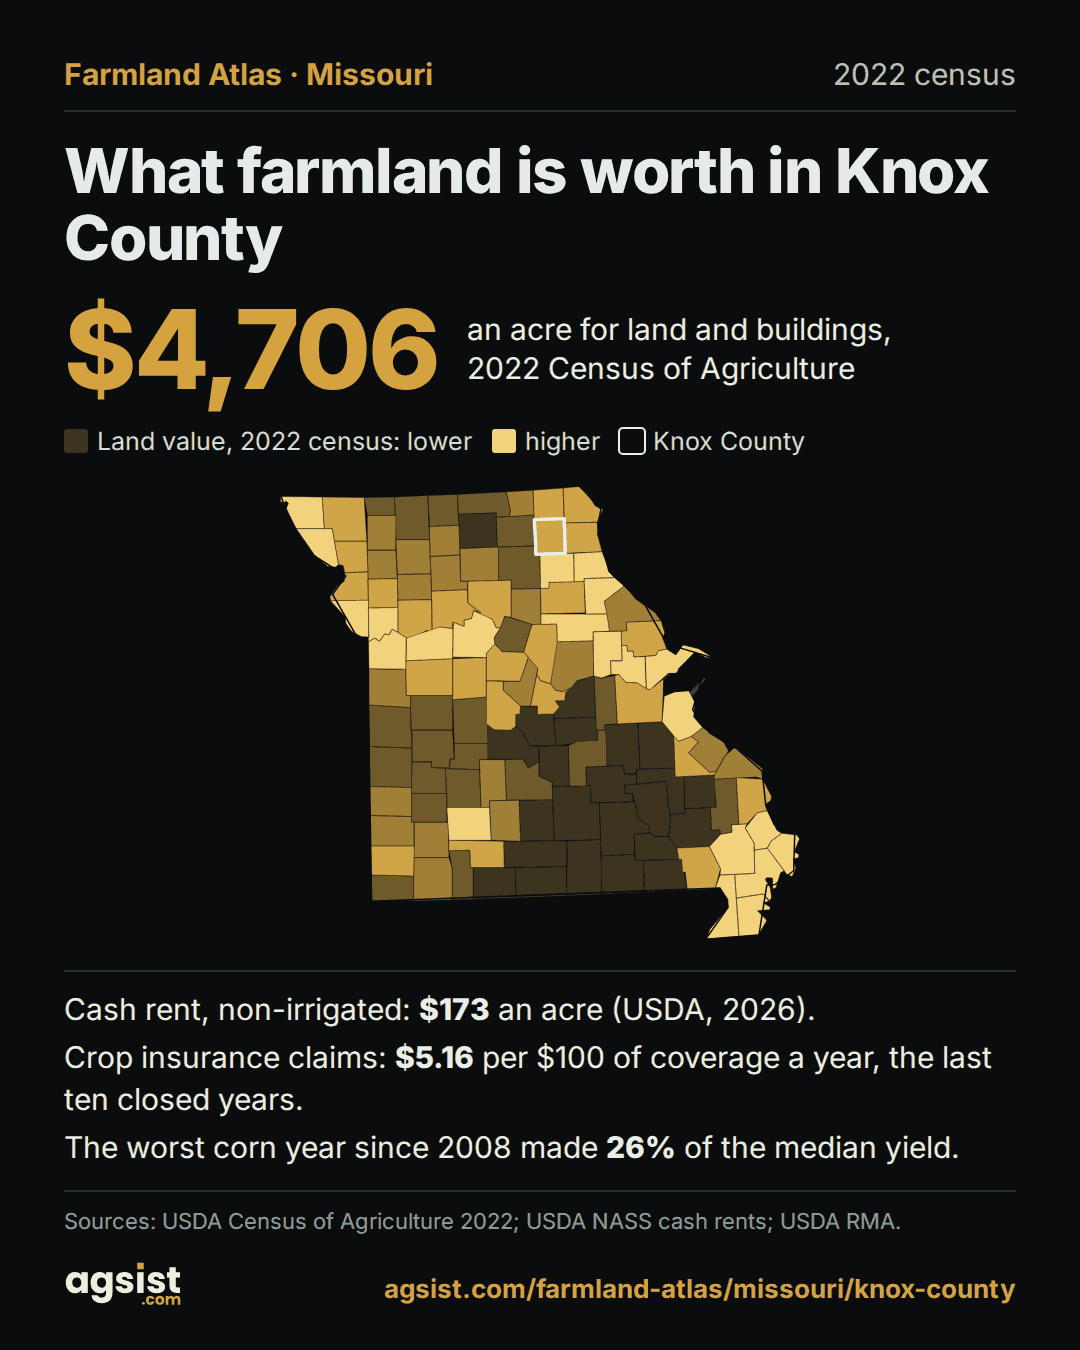 Farmland Atlas · Missouri
2022 census
What farmland is worth in Knox
County
$4,706
an acre for land and buildings,
2022 Census of Agriculture
Land value, 2022 census: lower
higher
Knox County
Cash rent, non-irrigated: $173 an acre (USDA, 2026).
Crop insurance claims: $5.16 per $100 of coverage a year, the last
ten closed years.
The worst corn year since 2008 made 26% of the median yield.
Sources: USDA Census of Agriculture 2022; USDA NASS cash rents; USDA RMA.
agsist
.com
agsist.com/farmland-atlas/missouri/knox-county